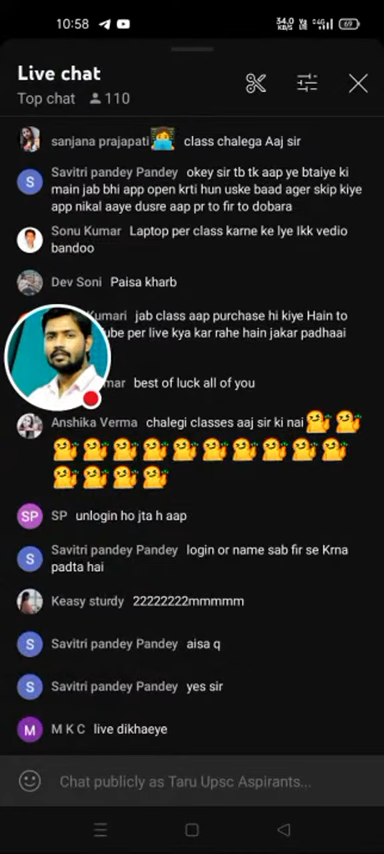 10:58
34.0 KB/S
69
Live chat
Top chat 110
sanjana prajapati class chalega Aaj sir
Savitri pandey Pandey okey sir tb tk aap ye btaiye ki
main jab bhi app open krti hun uske baad ager skip kiye
app nikal aaye dusre aap pr to fir to dobara
Sonu Kumar Laptop per class karne ke lye Ikk vedio
bandoo
Dev Soni Paisa kharb
Kumari jab class aap purchase hi kiye Hain to
per live kya kar rahe hain jakar padhaai
best of luck all of you
Anshika Verma chalegi classes aaj sir ki nai
SP SP unlogin ho jta h aap
S Savitri pandey Pandey login or name sab fir se Krna
padta hai
Keasy sturdy 22222222mmmmm
S Savitri pandey Pandey aisa q
S Savitri pandey Pandey yes sir
M M K C live dikhaeye
Chat publicly as Taru Upsc Aspirants...